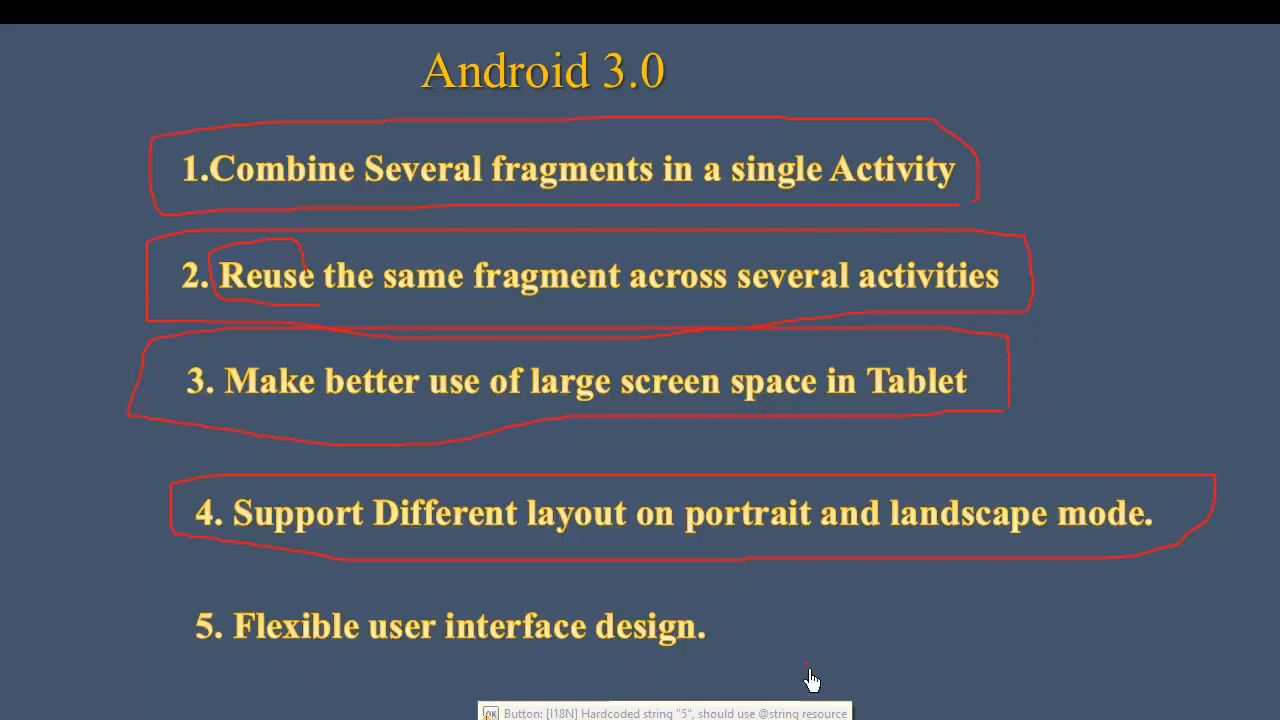 Android 3.0
1.Combine Several fragments in a single Activity
2. Reuse the same fragment across several activities
3. Make better use of large screen space in Tablet
4. Support Different layout on portrait and landscape mode.
5. Flexible user interface design.
OK Button: [I18N] Hardcoded string "5", should use @string resource